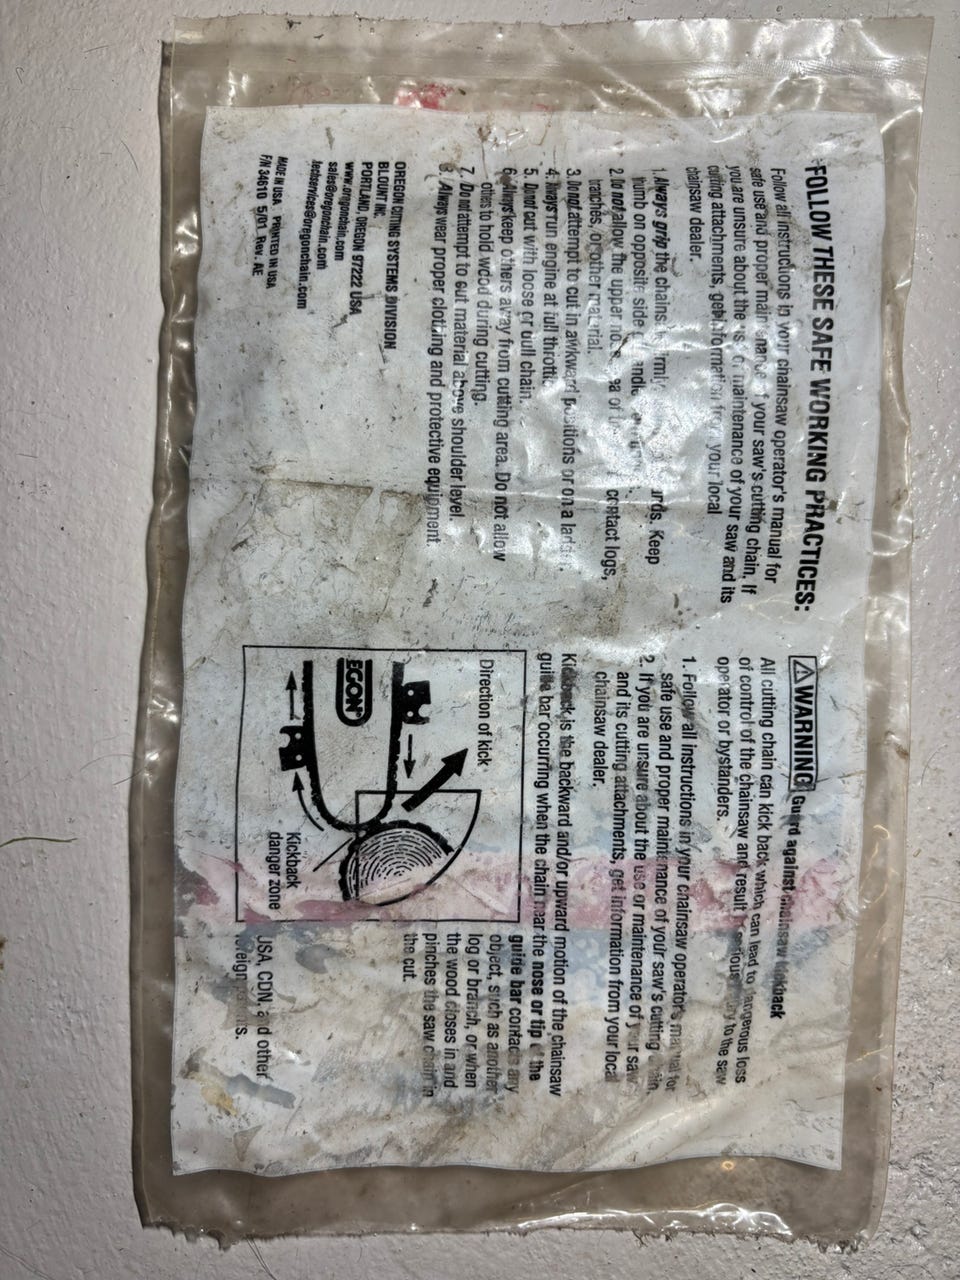 FOLLOW THESE SAFE WORKING PRACTICES:
Follow all instructions in your chainsaw operator's manual for
safe use and proper maintenance of your saw's cutting chain. If
you are unsure about the use or maintenance of your saw and its
cutting attachments, get information from your local
chainsaw dealer.
1. Always grip the Keep
thumb on opposite side
2. Do not allow the upper contact logs,
branches, or other material.
3. Do not attempt to cut in awkward positions or on a
4. Always run engine at full throttle.
5. Do not cut with loose or dull chain.
6. Always keep others away from cutting area. Do not allow
others to hold wood during cutting.
7. Do not attempt to cut material above shoulder level.
8. Always wear proper clothing and protective equipment.
OREGON CUTTING SYSTEMS DIVISION
BLOUNT INC.
PORTLAND, OREGON 97222 USA
www.oregonchain.com
sales@oregonchain.com
techservices@oregonchain.com
MADE IN USA PRINTED IN USA
F/N 34610 5/01 Rev. AE
WARNING Guard against chainsaw kickback
All cutting chain can kick back which can lead to dangerous loss
of control of the chainsaw and result serious to the saw
operator or bystanders.
1. Follow all instructions in your chainsaw operator's manual for
safe use and proper maintenance of your saw's cutting chain.
2. If you are unsure about the use or maintenance of your saw
and its cutting attachments, get information from your local
chainsaw dealer.
Kickback is the backward and/or upward motion of the chainsaw
guide bar occurring when the chain near the nose or tip of the
guide bar contacts any
object, such as another
log or branch, or when
the wood closes in and
pinches the saw chain in
the cut.
Direction of kick
EGON®
Kickback
danger zone
USA, CDN, and other
foreign